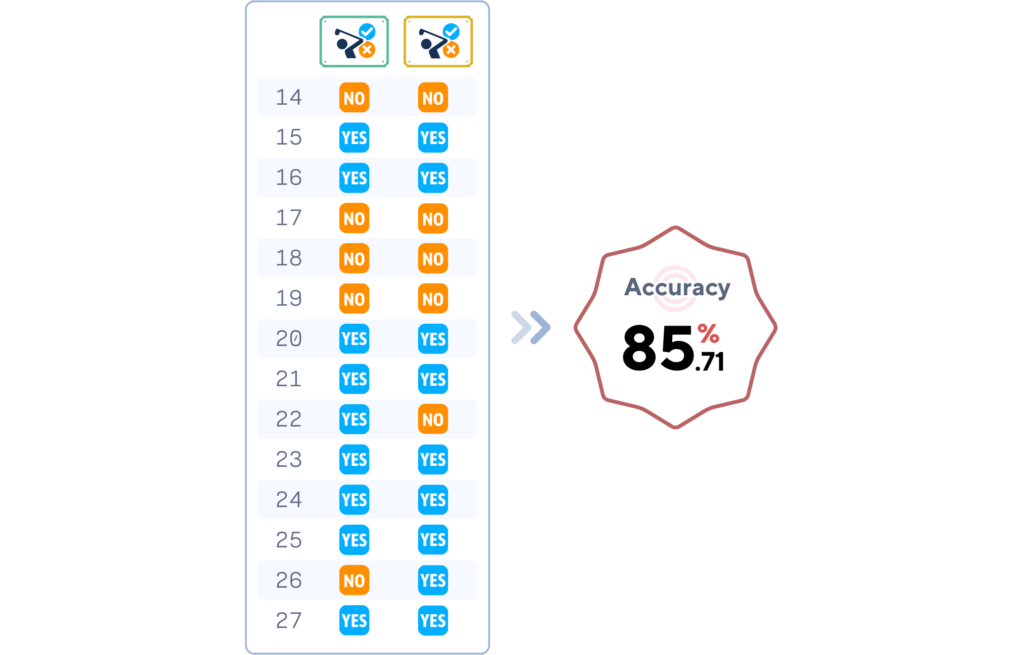 14 NO NO
15 YES YES
16 YES YES
17 NO NO
18 NO NO
19 NO NO
20 YES YES
21 YES YES
22 YES NO
23 YES YES
24 YES YES
25 YES YES
26 NO YES
27 YES YES
Accuracy
85.71%